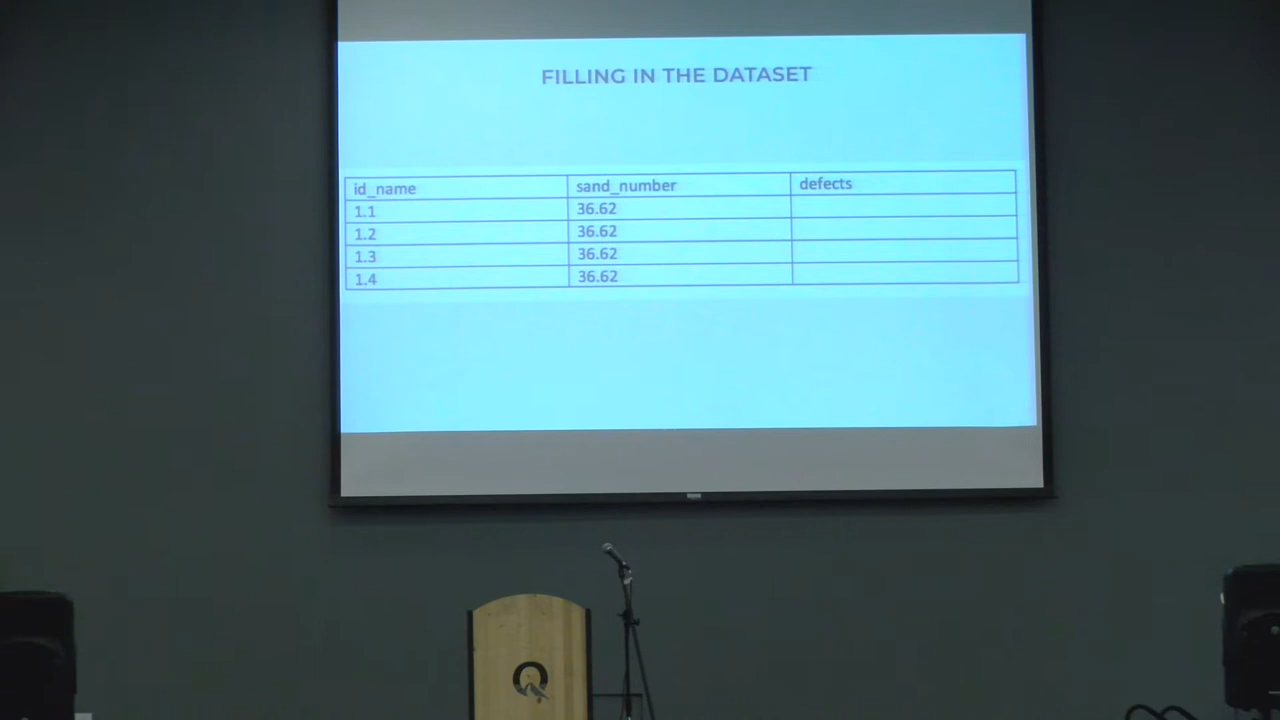 FILLING IN THE DATASET
id_name sand_number defects
1.1 36.62
1.2 36.62
1.3 36.62
1.4 36.62
Q